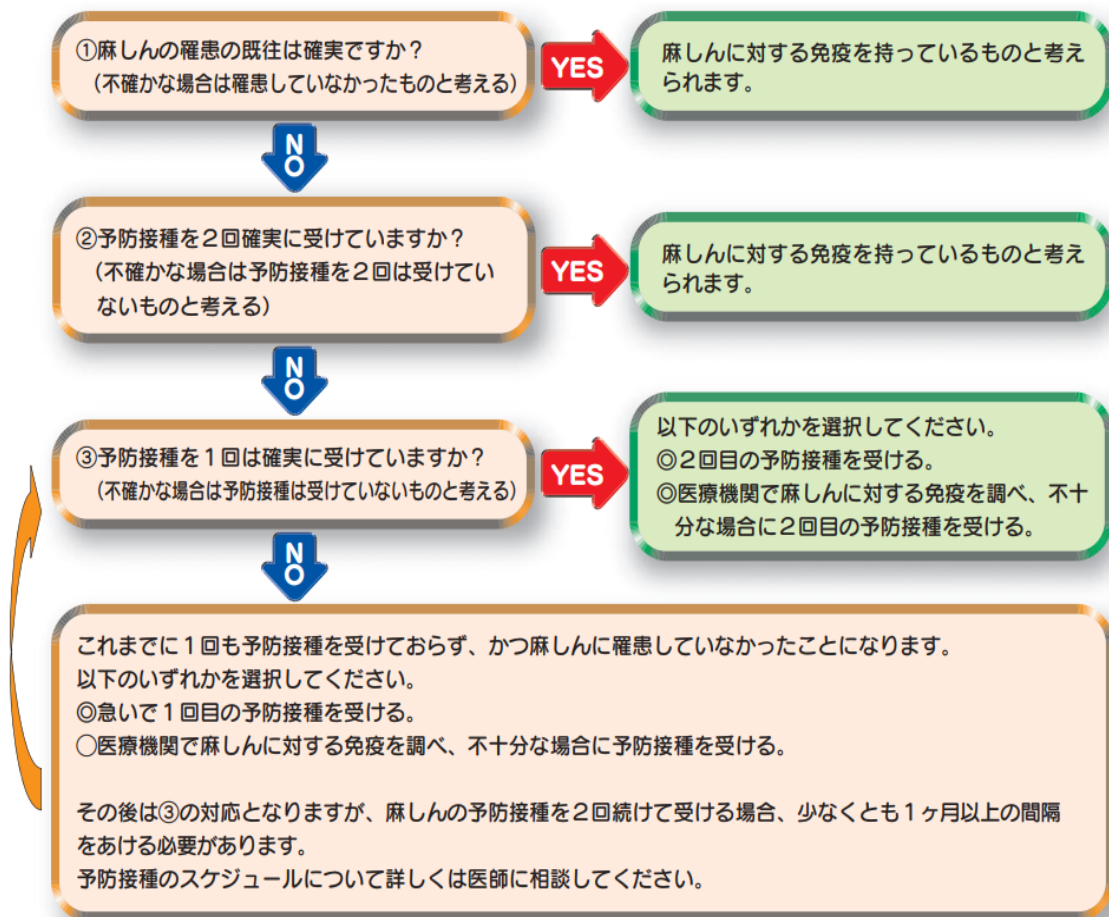 ①麻しんの罹患の既往は確実ですか？
（不確かな場合は罹患していなかったものと考える）
YES
麻しんに対する免疫を持っているものと考え
られます。
NO
②予防接種を２回確実に受けていますか？
（不確かな場合は予防接種を２回は受けてい
ないものと考える）
YES
麻しんに対する免疫を持っているものと考え
られます。
NO
③予防接種を１回は確実に受けていますか？
（不確かな場合は予防接種は受けていないものと考える）
YES
以下のいずれかを選択してください。
◎２回目の予防接種を受ける。
◎医療機関で麻しんに対する免疫を調べ、不十
分な場合に２回目の予防接種を受ける。
NO
これまでに１回も予防接種を受けておらず、かつ麻しんに罹患していなかったことになります。
以下のいずれかを選択してください。
◎急いで１回目の予防接種を受ける。
○医療機関で麻しんに対する免疫を調べ、不十分な場合に予防接種を受ける。
その後は③の対応となりますが、麻しんの予防接種を２回続けて受ける場合、少なくとも１ヶ月以上の間隔
をあける必要があります。
予防接種のスケジュールについて詳しくは医師に相談してください。